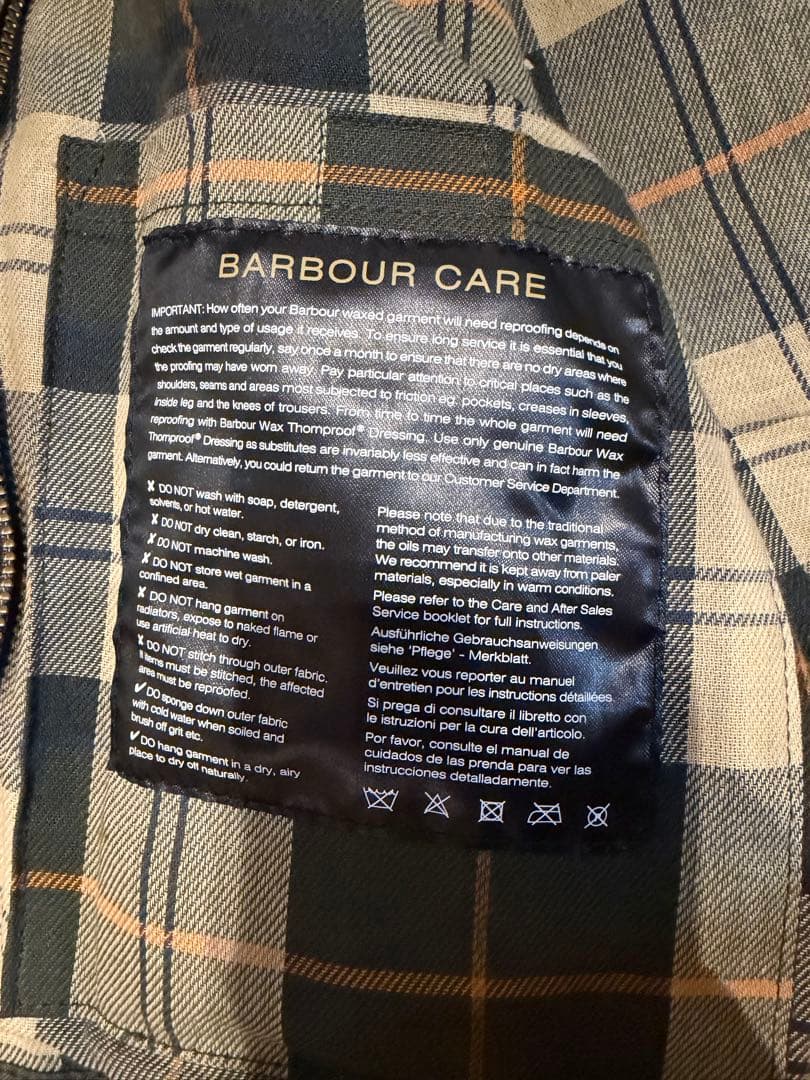 BARBOUR CARE
IMPORTANT: How often your Barbour waxed garment will need reproofing depends on
the amount and type of usage it receives. To ensure long service it is essential that you
check the garment regularly, say once a month to ensure that there are no dry areas where
the proofing may have worn away. Pay particular attention to critical places such as the
shoulders, seams and areas most subjected to friction eg. pockets, creases in sleeves,
inside leg and the knees of trousers. From time to time the whole garment will need
reproofing with Barbour Wax Thornproof® Dressing. Use only genuine Barbour Wax
Thornproof® Dressing as substitutes are invariably less effective and can in fact harm the
garment. Alternatively, you could return the garment to our Customer Service Department.
✗ DO NOT wash with soap, detergent,
solvents, or hot water.
✗ DO NOT dry clean, starch, or iron.
✗ DO NOT machine wash.
✗ DO NOT store wet garment in a
confined area.
✗ DO NOT hang garment on
radiators, expose to naked flame or
use artificial heat to dry.
✗ DO NOT stitch through outer fabric.
If items must be stitched, the affected
area must be reproofed.
✓ DO sponge down outer fabric
with cold water when soiled and
brush off grit etc.
✓ DO hang garment in a dry, airy
place to dry off naturally.
Please note that due to the traditional
method of manufacturing wax garments,
the oils may transfer onto other materials.
We recommend it is kept away from paler
materials, especially in warm conditions.
Please refer to the Care and After Sales
Service booklet for full instructions.
Ausführliche Gebrauchsanweisungen
siehe 'Pflege' - Merkblatt.
Veuillez vous reporter au manuel
d'entretien pour les instructions détaillées.
Si prega di consultare il libretto con
le istruzioni per la cura dell'articolo.
Por favor, consulte el manual de
cuidados de las prenda para ver las
instrucciones detalladamente.